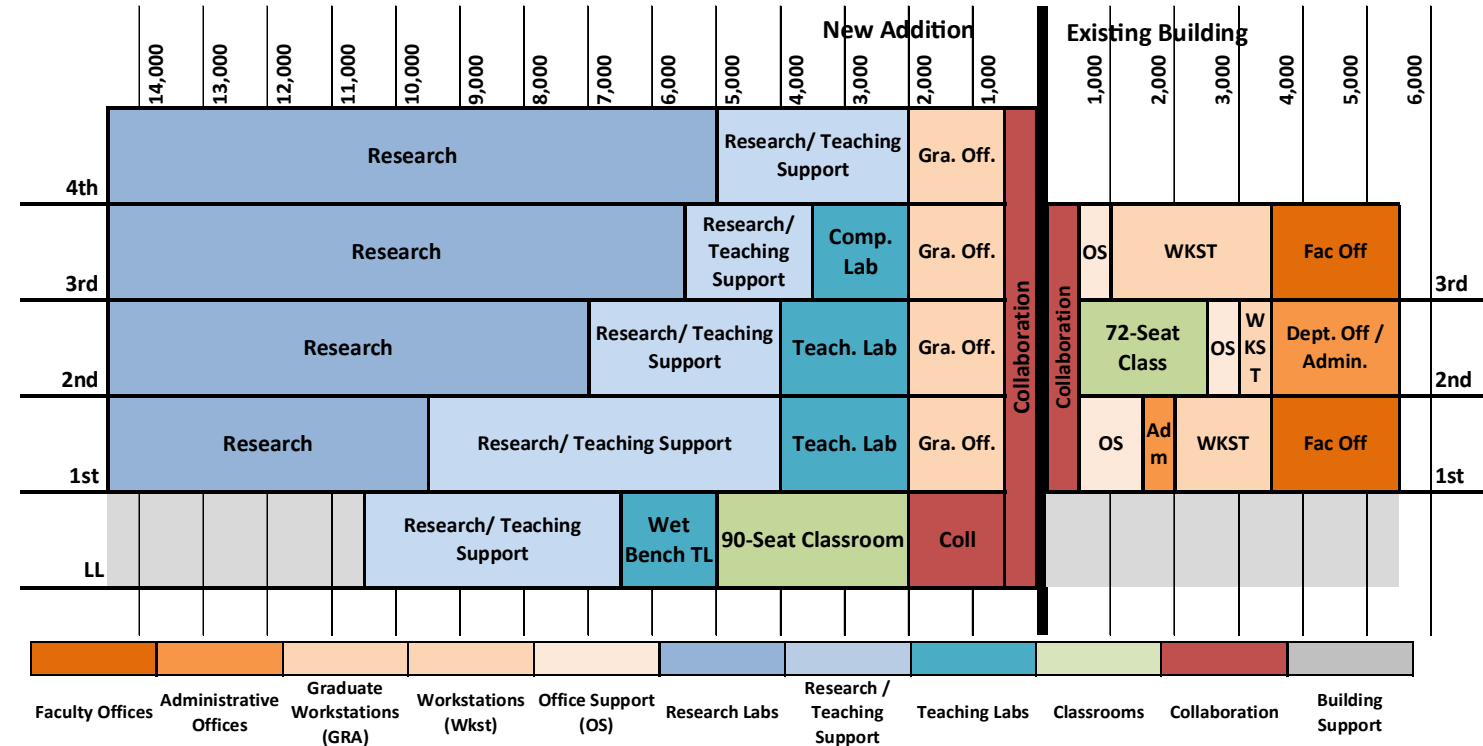 New Addition
Existing Building
14,000
13,000
12,000
11,000
10,000
9,000
8,000
7,000
6,000
5,000
4,000
3,000
2,000
1,000
1,000
2,000
3,000
4,000
5,000
6,000
4th
Research
Research/ Teaching
Support
Gra. Off.
Collaboration
3rd
Research
Research/
Teaching
Support
Comp.
Lab
Gra. Off.
Collaboration
OS
WKST
Fac Off
3rd
2nd
Research
Research/ Teaching
Support
Teach. Lab
Gra. Off.
72-Seat
Class
OS
W
KS
T
Dept. Off /
Admin.
2nd
1st
Research
Research/ Teaching Support
Teach. Lab
Gra. Off.
OS
Ad
m
WKST
Fac Off
1st
LL
Research/ Teaching
Support
Wet
Bench TL
90-Seat Classroom
Coll
Faculty Offices
Administrative
Offices
Graduate
Workstations
(GRA)
Workstations
(Wkst)
Office Support
(OS)
Research Labs
Research /
Teaching
Support
Teaching Labs
Classrooms
Collaboration
Building
Support